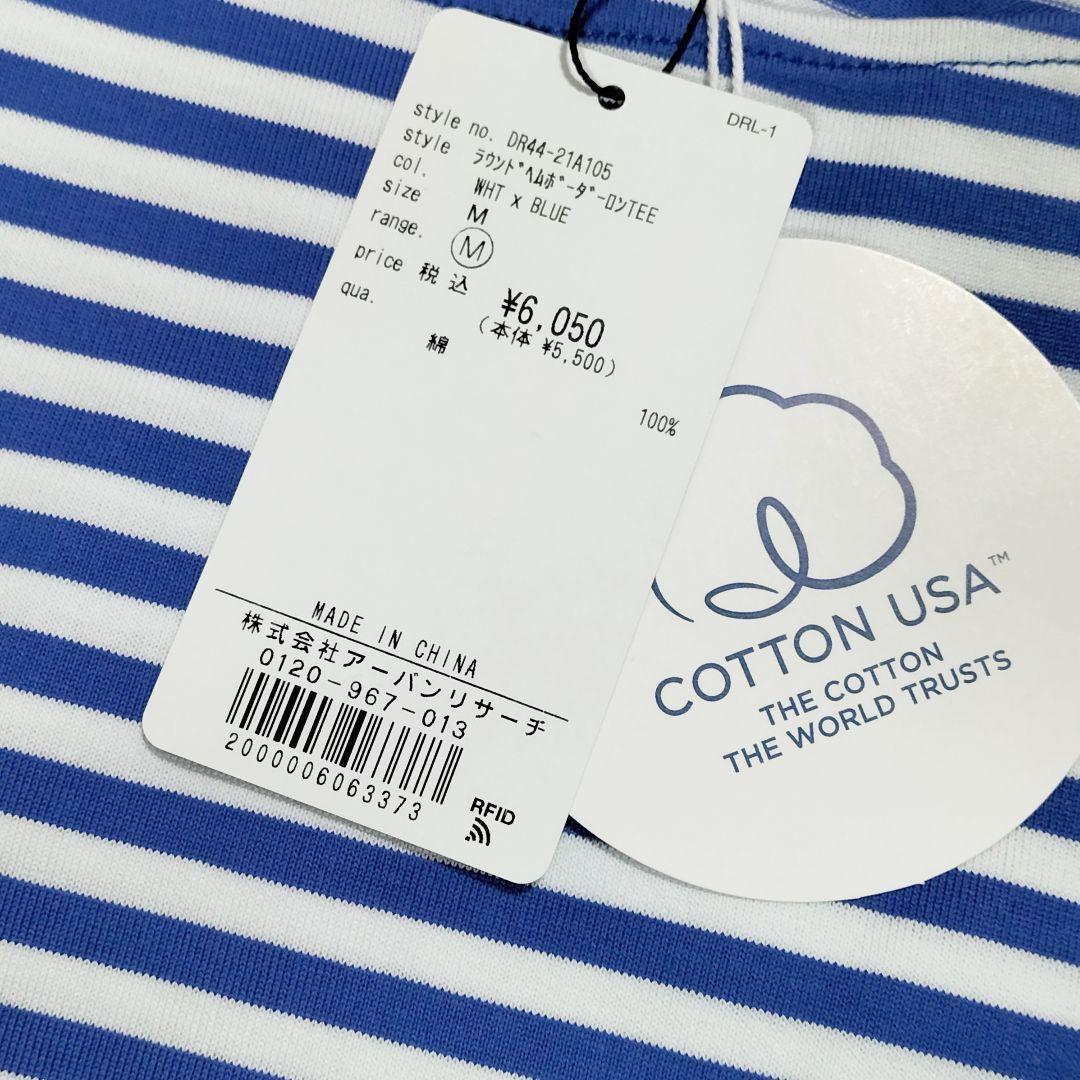 DRL-1
style no. DR44-21A105
style ﾗｳﾝﾄﾞﾍﾑﾎﾞｰﾀﾞｰﾛﾝTEE
col. WHT x BLUE
size M
range. M
price 税込 ¥6,050
(本体 ¥5,500)
qua.
綿 100%
MADE IN CHINA
株式会社アーバンリサーチ
0120-967-013
2000006063373
RFID
COTTON USA™
THE COTTON
THE WORLD TRUSTS